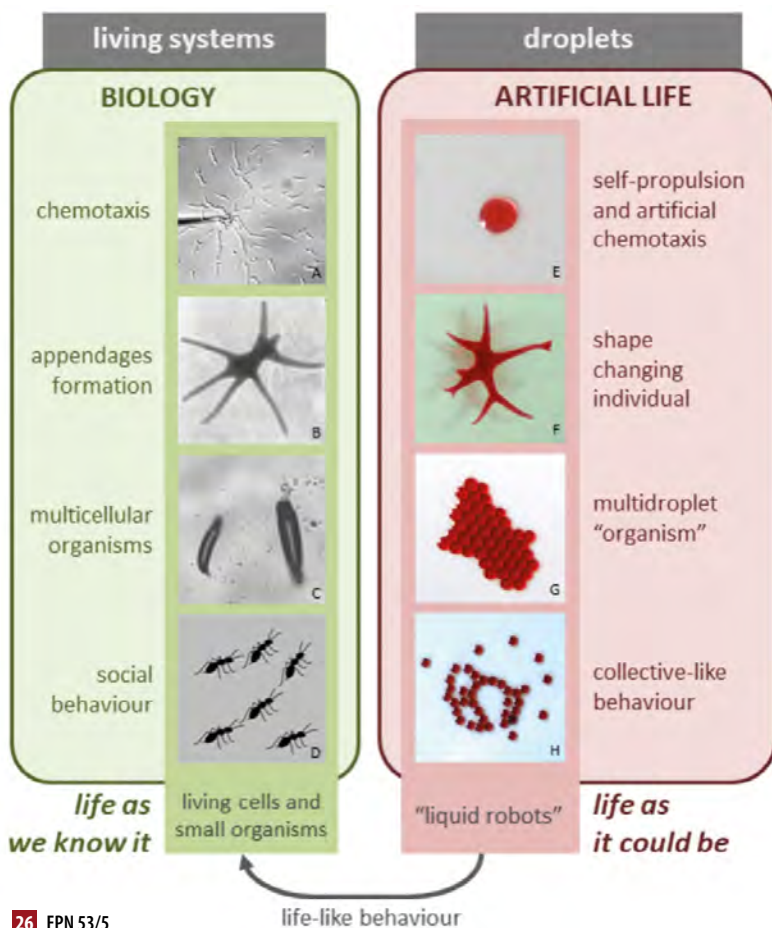 living systems
droplets
BIOLOGY
ARTIFICIAL LIFE
chemotaxis
A
E
self-propulsion
and artificial
chemotaxis
appendages
formation
B
F
shape
changing
individual
multicellular
organisms
C
G
multidroplet
“organism”
social
behaviour
D
H
collective-like
behaviour
life as
we know it
living cells and
small organisms
“liquid robots”
life as
it could be
life-like behaviour
26 EPN 53/5